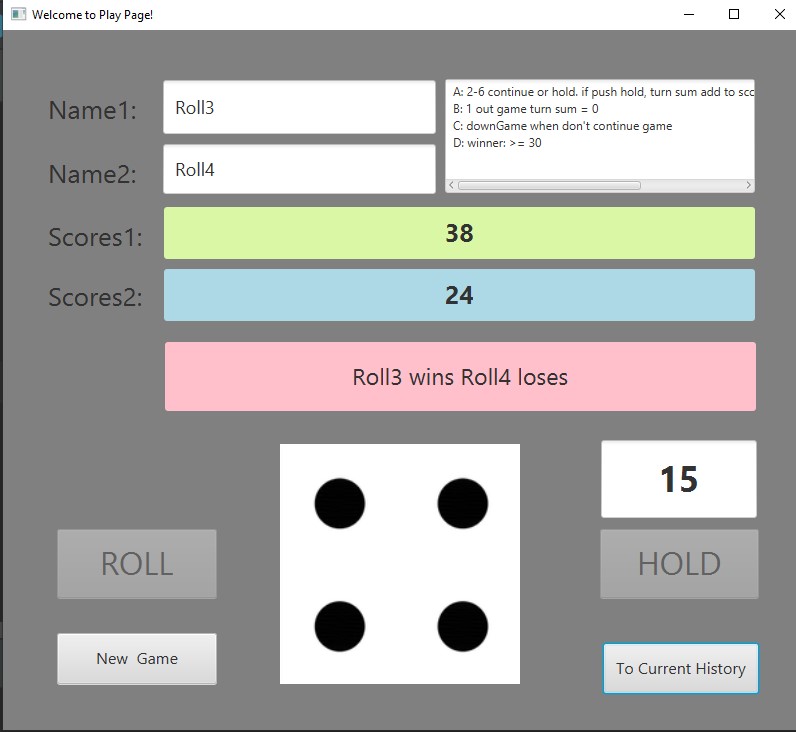 Welcome to Play Page!
Name1:
Roll3
A: 2-6 continue or hold. if push hold, turn sum add to
B: 1 out game turn sum = 0
C: downGame when don't continue game
D: winner: >= 30
Name2:
Roll4
Scores1:
38
Scores2:
24
Roll3 wins Roll4 loses
15
ROLL
HOLD
New  Game
To Current History